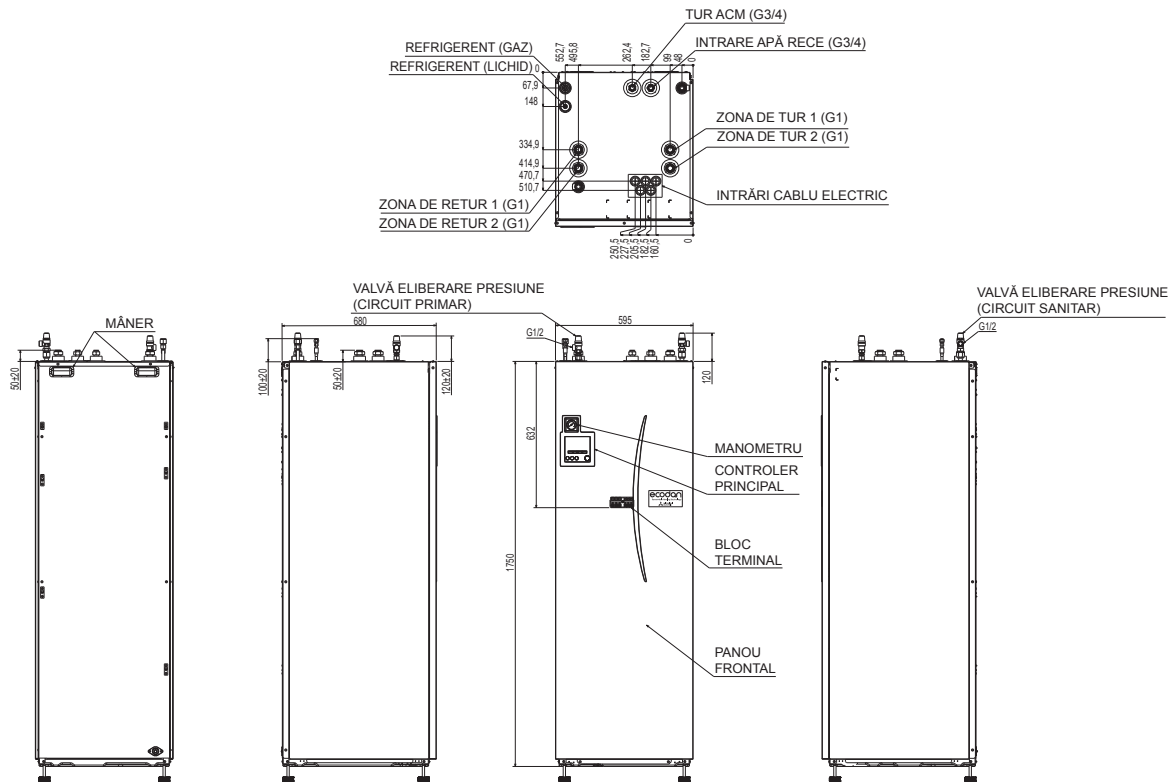 TUR ACM (G3/4)
INTRARE APĂ RECE (G3/4)
REFRIGERENT (GAZ)
REFRIGERENT (LICHID)
552,7
495,8
262,4
182,7
99
48
0
0
67,9
148
334,9
414,9
470,7
510,7
ZONA DE TUR 1 (G1)
ZONA DE TUR 2 (G1)
INTRĂRI CABLU ELECTRIC
ZONA DE RETUR 1 (G1)
ZONA DE RETUR 2 (G1)
250,5
227,5
205,5
182,5
160,5
0
VALVĂ ELIBERARE PRESIUNE
(CIRCUIT PRIMAR)
VALVĂ ELIBERARE PRESIUNE
(CIRCUIT SANITAR)
MÂNER
680
595
G1/2
G1/2
50±20
100±20
50±20
120±20
120
632
1750
MANOMETRU
CONTROLER
PRINCIPAL
ecodan
BLOC
TERMINAL
PANOU
FRONTAL